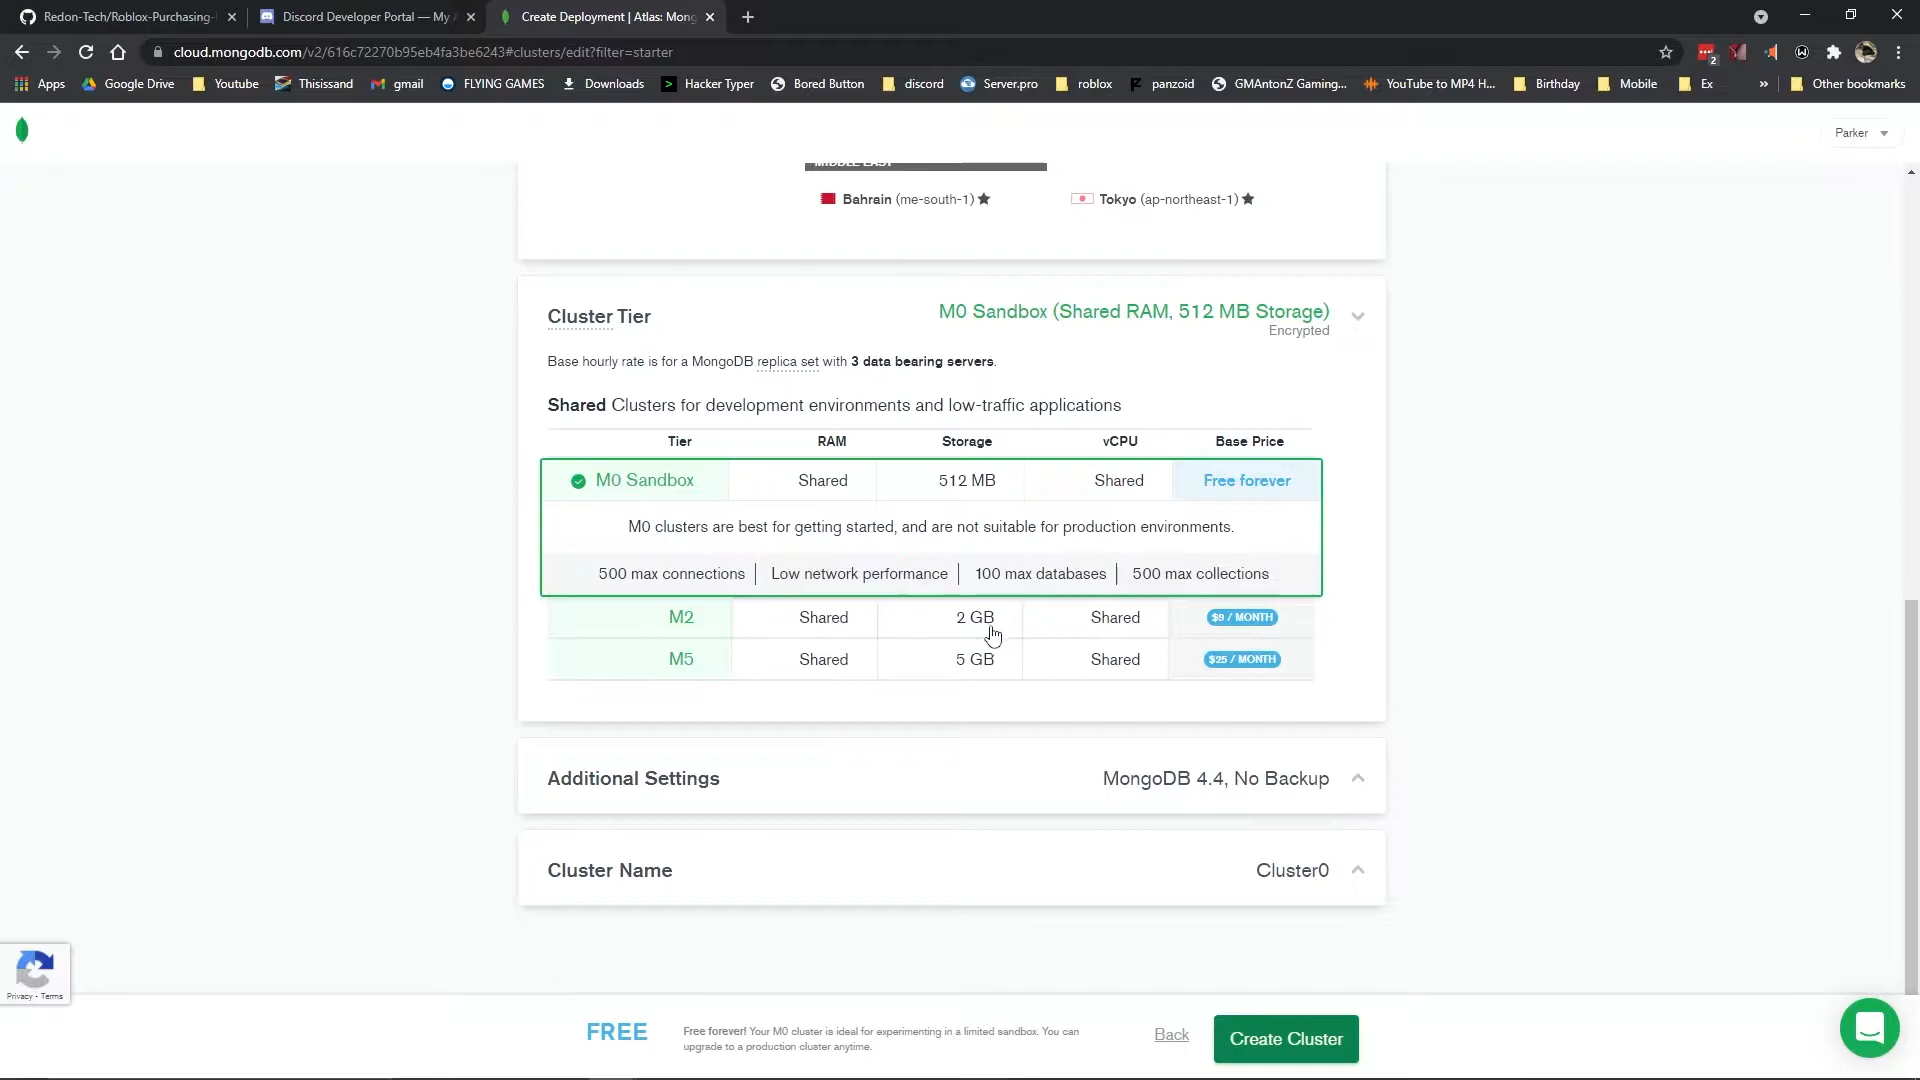 Redon-Tech/Roblox-Purchasing-
Discord Developer Portal — My
Create Deployment | Atlas: Mong
cloud.mongodb.com/v2/616c72270b95eb4fa3be6243#clusters/edit?filter=starter
2
Apps
Google Drive
Youtube
Thisissand
gmail
FLYING GAMES
Downloads
Hacker Typer
Bored Button
discord
Server.pro
roblox
panzoid
GMAntonZ Gaming...
YouTube to MP4 H...
Birthday
Mobile
Ex
»
Other bookmarks
Parker
MIDDLE EAST
Bahrain (me-south-1) ★
Tokyo (ap-northeast-1) ★
Cluster Tier
M0 Sandbox (Shared RAM, 512 MB Storage)
Encrypted
Base hourly rate is for a MongoDB replica set with 3 data bearing servers.
Shared Clusters for development environments and low-traffic applications
Tier RAM Storage vCPU Base Price
M0 Sandbox Shared 512 MB Shared Free forever
M0 clusters are best for getting started, and are not suitable for production environments.
500 max connections | Low network performance | 100 max databases | 500 max collections
M2 Shared 2 GB Shared $9 / MONTH
M5 Shared 5 GB Shared $25 / MONTH
Additional Settings
MongoDB 4.4, No Backup
Cluster Name
Cluster0
Privacy - Terms
FREE
Free forever! Your M0 cluster is ideal for experimenting in a limited sandbox. You can
upgrade to a production cluster anytime.
Back
Create Cluster